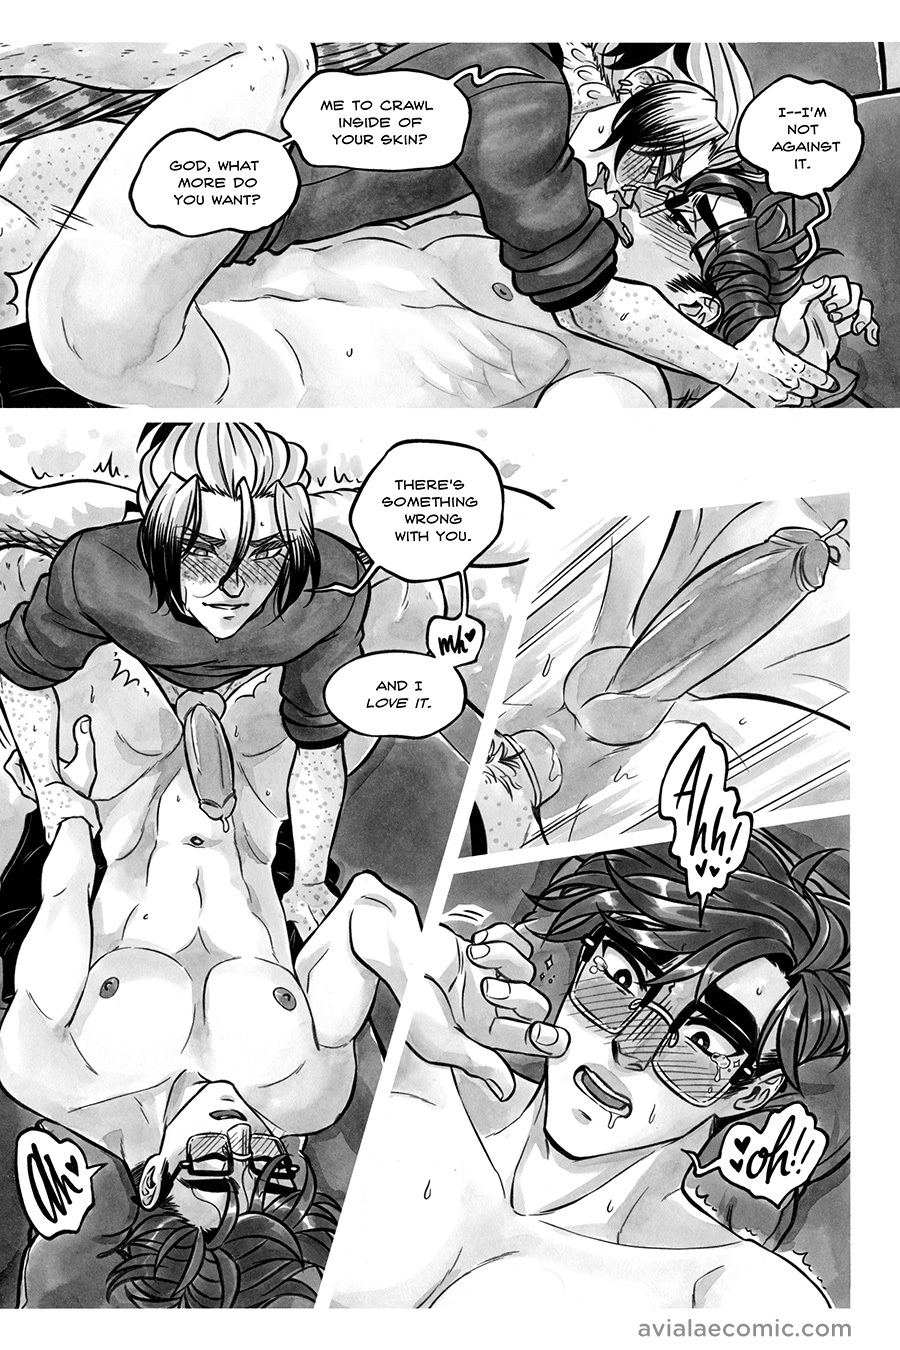 ME TO CRAWL
INSIDE OF
YOUR SKIN?
GOD, WHAT
MORE DO
YOU WANT?
I--I'M
NOT
AGAINST
IT.
THERE'S
SOMETHING
WRONG
WITH YOU.
mh♥
AND I
LOVE IT.
Ahh!
♥♥
ah♥
oh!!
♥♥
avialaecomic.com